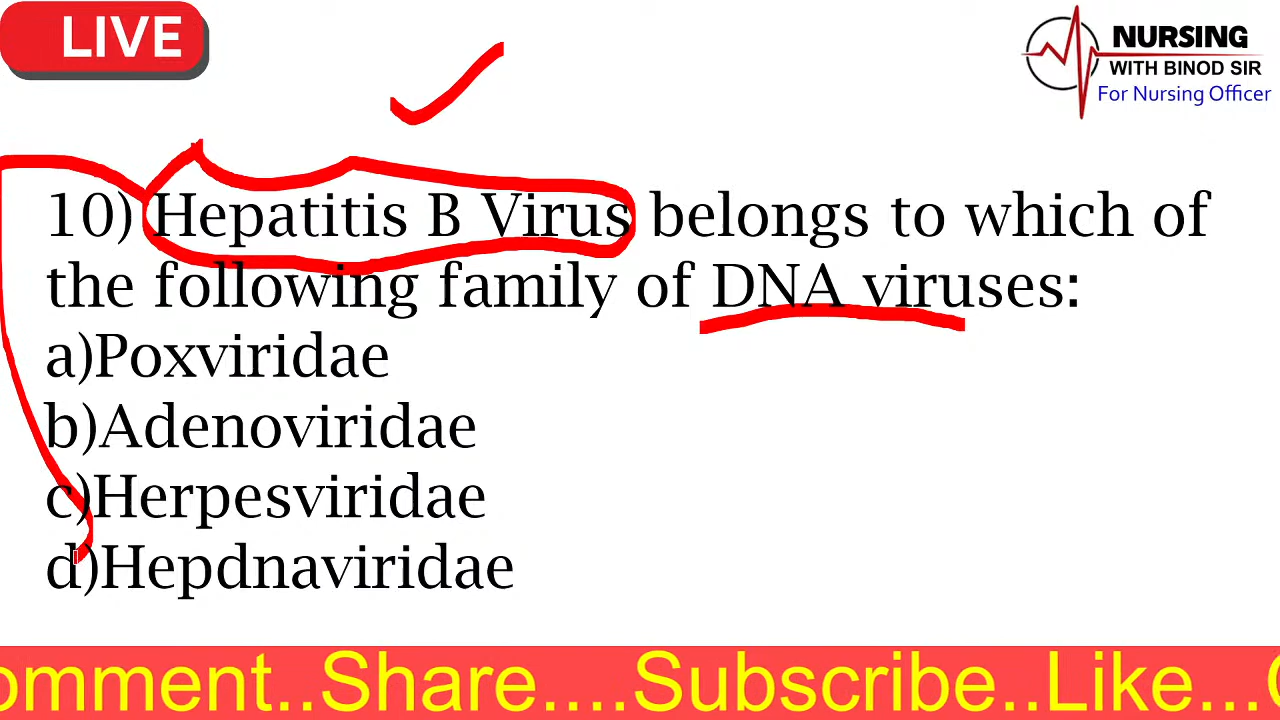 LIVE
NURSING
WITH BINOD SIR
For Nursing Officer
10) Hepatitis B Virus belongs to which of
the following family of DNA viruses:
a)Poxviridae
b)Adenoviridae
c)Herpesviridae
d)Hepdnaviridae
omment..Share....Subscribe..Like...C